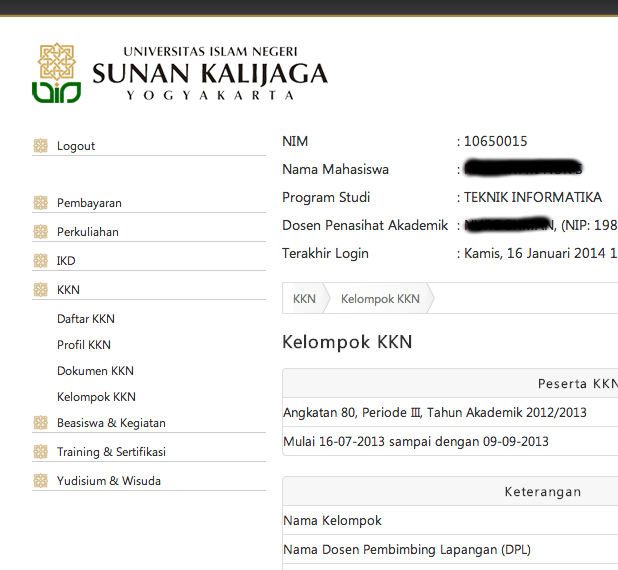 UNIVERSITAS ISLAM NEGERI
SUNAN KALIJAGA
YOGYAKARTA
Logout
Pembayaran
Perkuliahan
IKD
KKN
Daftar KKN
Profil KKN
Dokumen KKN
Kelompok KKN
Beasiswa & Kegiatan
Training & Sertifikasi
Yudisium & Wisuda
NIM : 10650015
Nama Mahasiswa :
Program Studi : TEKNIK INFORMATIKA
Dosen Penasihat Akademik : , (NIP: 198
Terakhir Login : Kamis, 16 Januari 2014 1
KKN Kelompok KKN
Kelompok KKN
Peserta KKN
Angkatan 80, Periode III, Tahun Akademik 2012/2013
Mulai 16-07-2013 sampai dengan 09-09-2013
Keterangan
Nama Kelompok
Nama Dosen Pembimbing Lapangan (DPL)